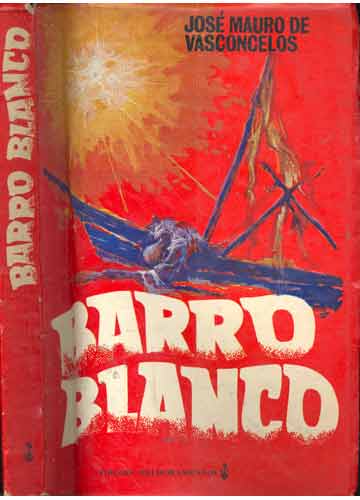 BARRO BLANCO
JOSÉ MAURO DE
VASCONCELOS
BARRO
BLANCO